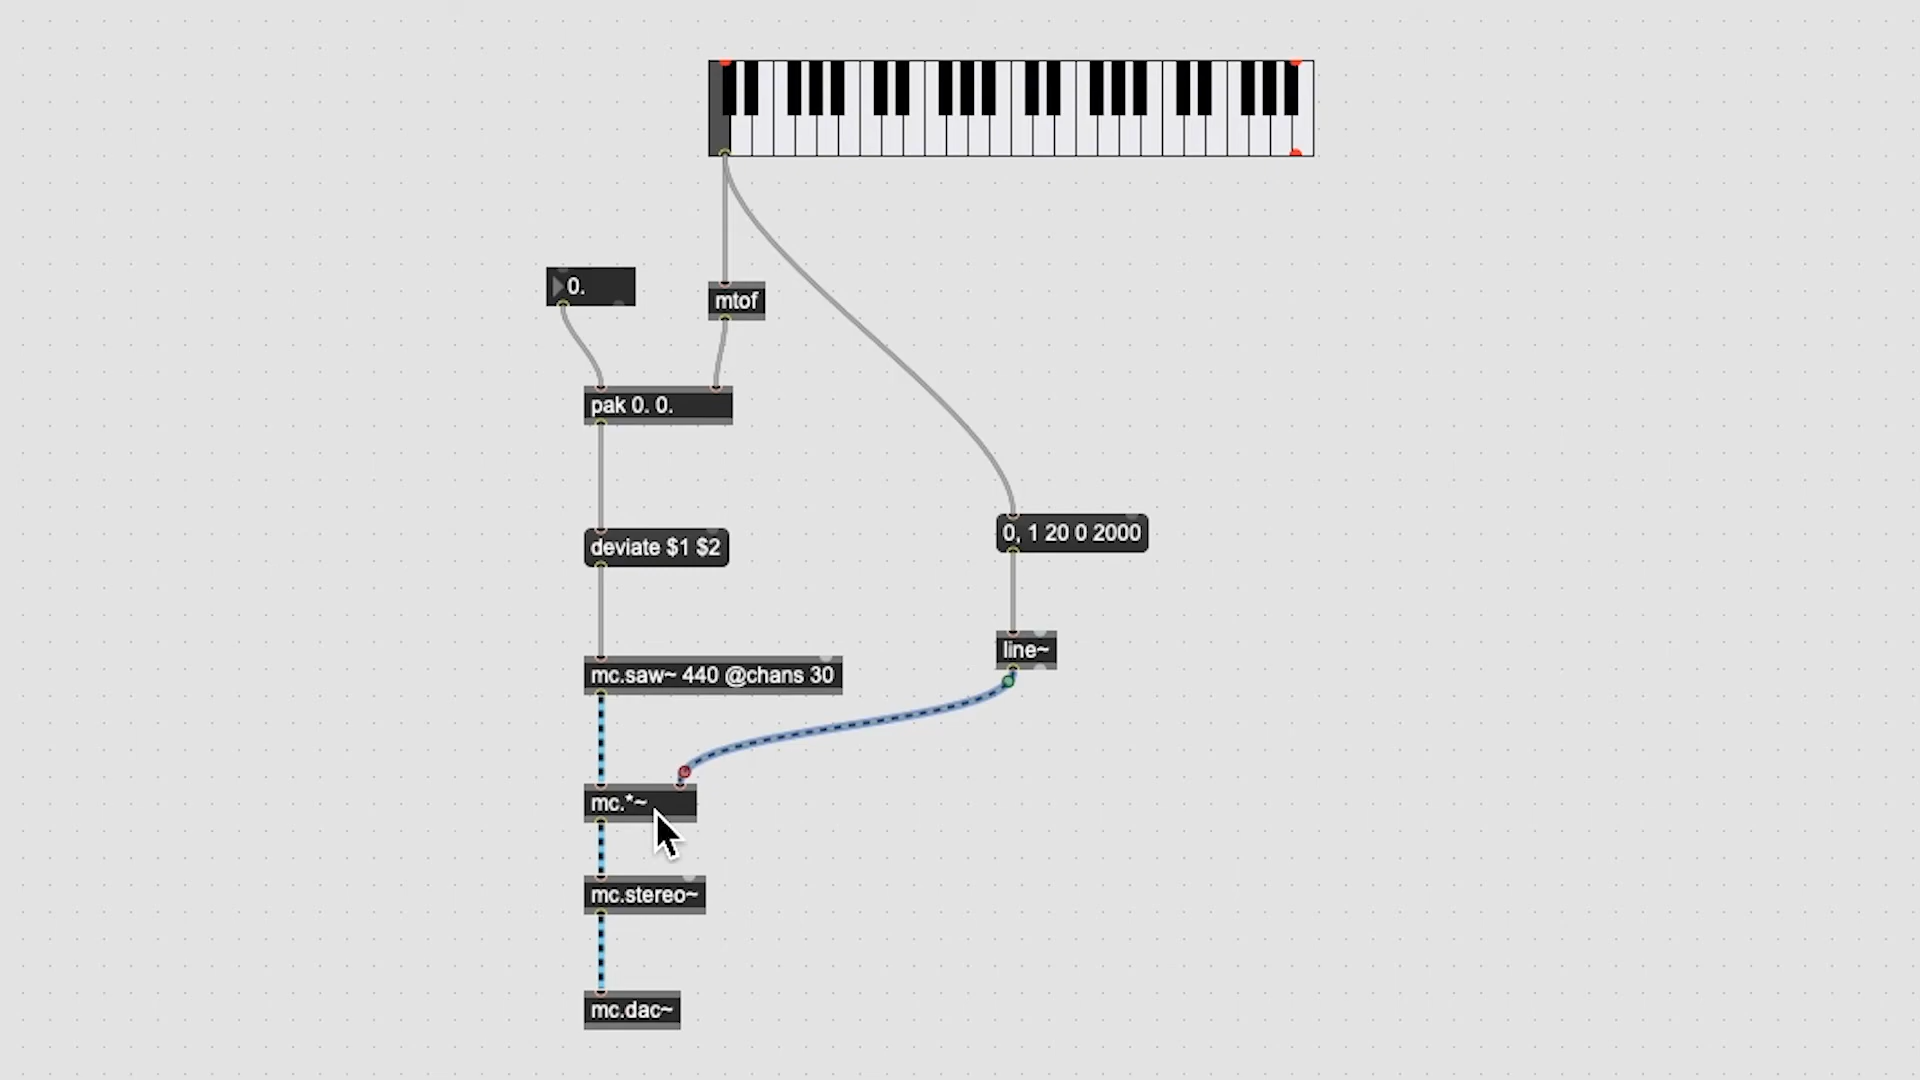 0.
mtof
pak 0. 0.
deviate $1 $2
0, 1 20 0 2000
line~
mc.saw~ 440 @chans 30
mc.*~
mc.stereo~
mc.dac~